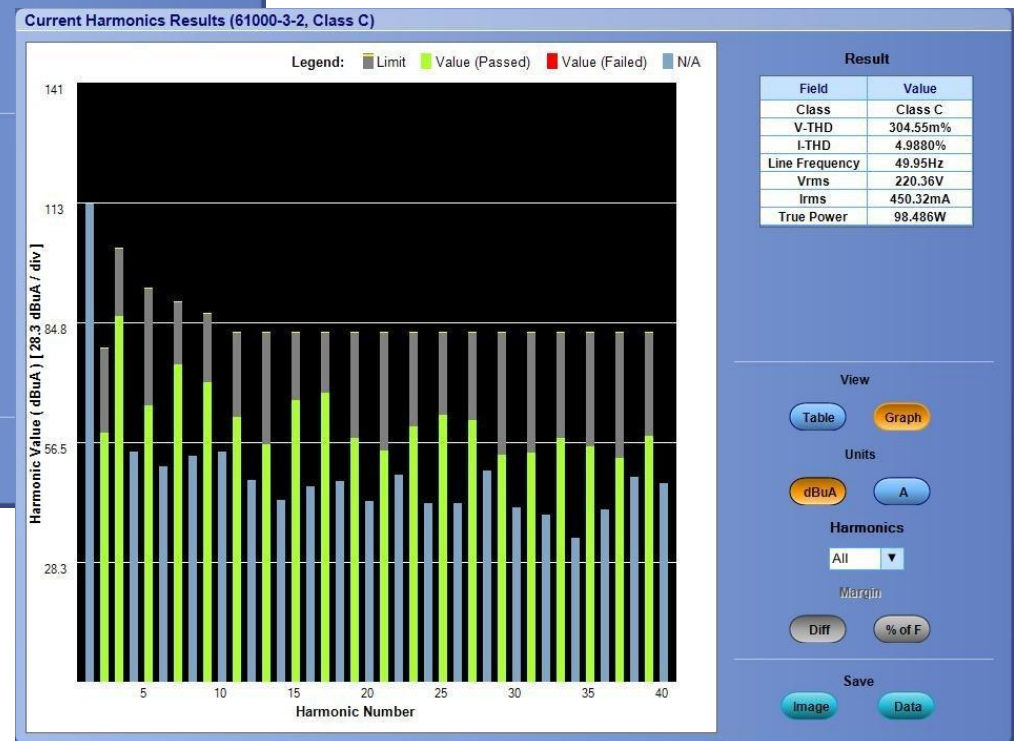 Current Harmonics Results (61000-3-2, Class C)
Legend: Limit Value (Passed) Value (Failed) N/A
141
113
84.8
56.5
28.3
Harmonic Value ( dBuA ) [ 28.3 dBuA / div ]
5 10 15 20 25 30 35 40
Harmonic Number
Result
Field Value
Class Class C
V-THD 304.55m%
I-THD 4.9880%
Line Frequency 49.95Hz
Vrms 220.36V
Irms 450.32mA
True Power 98.486W
View
Table Graph
Units
dBuA A
Harmonics
All
Margin
Diff % of F
Save
Image Data